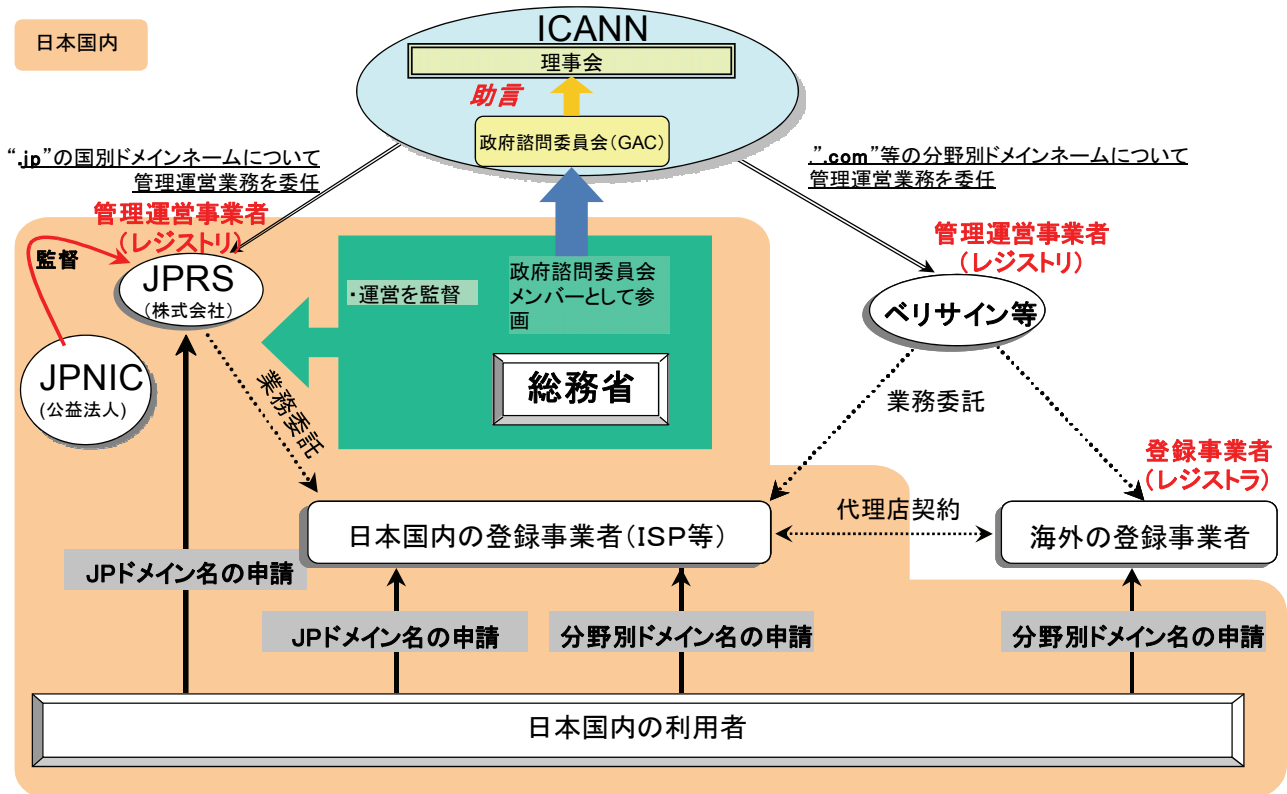 日本国内
ICANN
理事会
助言
政府諮問委員会(GAC)
“.jp”の国別ドメインネームについて
管理運営業務を委任
.”.com”等の分野別ドメインネームについて
管理運営業務を委任
管理運営事業者
(レジストリ)
監督
JPRS
(株式会社)
JPNIC
(公益法人)
・運営を監督
政府諮問委員会
メンバーとして参
画
総務省
管理運営事業者
(レジストリ)
ベリサイン等
業務委託
業務委託
登録事業者
(レジストラ)
日本国内の登録事業者(ISP等)
代理店契約
海外の登録事業者
JPドメイン名の申請
JPドメイン名の申請
分野別ドメイン名の申請
分野別ドメイン名の申請
日本国内の利用者